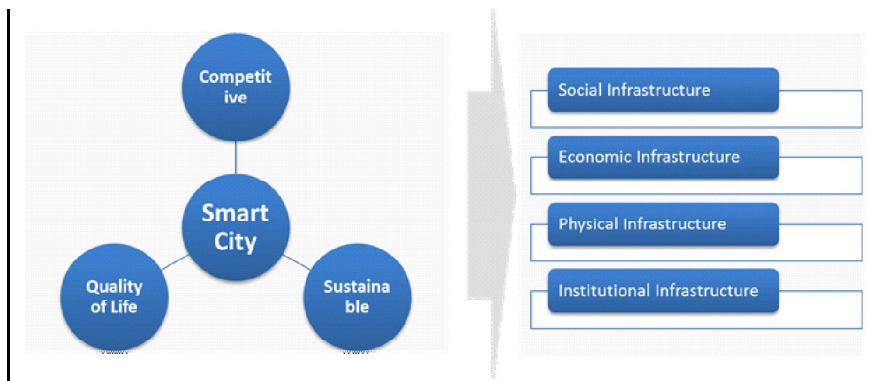 Competit
ive
Smart
City
Quality
of Life
Sustaina
ble
Social Infrastructure
Economic Infrastructure
Physical Infrastructure
Institutional Infrastructure